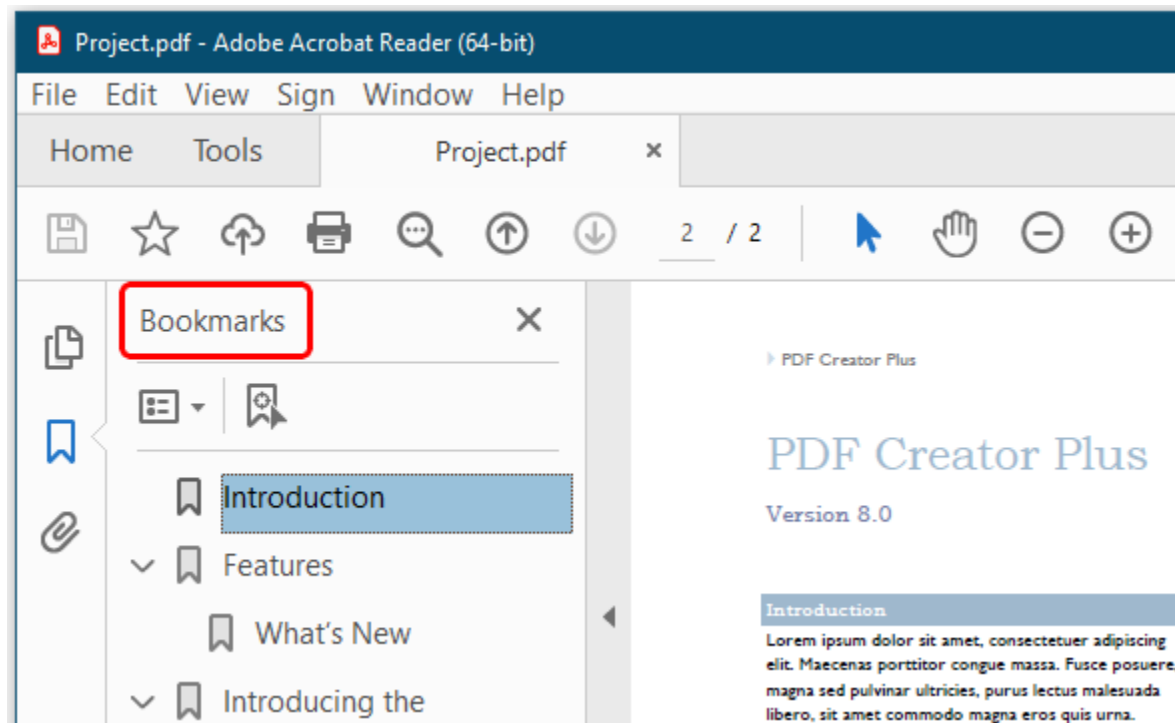 Project.pdf - Adobe Acrobat Reader (64-bit)
File Edit View Sign Window Help
Home Tools Project.pdf ×
2 / 2
Bookmarks
PDF Creator Plus
Introduction
Features
What's New
Introducing the
PDF Creator Plus
Version 8.0
Introduction
Lorem ipsum dolor sit amet, consectetuer adipiscing
elit. Maecenas porttitor congue massa. Fusce posuere,
magna sed pulvinar ultricies, purus lectus malesuada
libero, sit amet commodo magna eros quis urna.